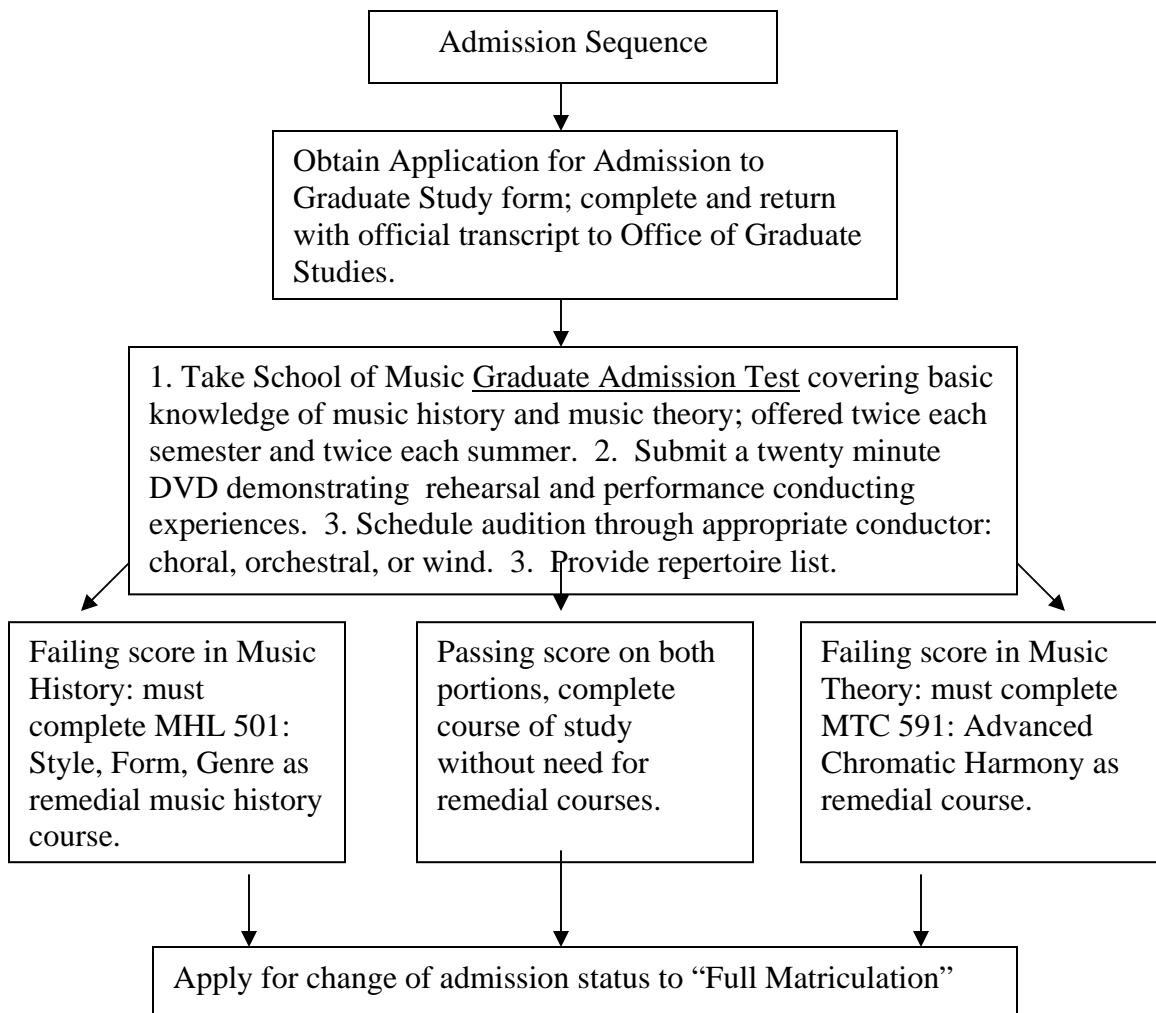 Admission Sequence
Obtain Application for Admission to
Graduate Study form; complete and return
with official transcript to Office of Graduate
Studies.
1. Take School of Music Graduate Admission Test covering basic
knowledge of music history and music theory; offered twice each
semester and twice each summer.  2.  Submit a twenty minute
DVD demonstrating  rehearsal and performance conducting
experiences.  3. Schedule audition through appropriate conductor:
choral, orchestral, or wind.  3.  Provide repertoire list.
Failing score in Music
History: must
complete MHL 501:
Style, Form, Genre as
remedial music history
course.
Passing score on both
portions, complete
course of study
without need for
remedial courses.
Failing score in Music
Theory: must complete
MTC 591: Advanced
Chromatic Harmony as
remedial course.
Apply for change of admission status to “Full Matriculation”